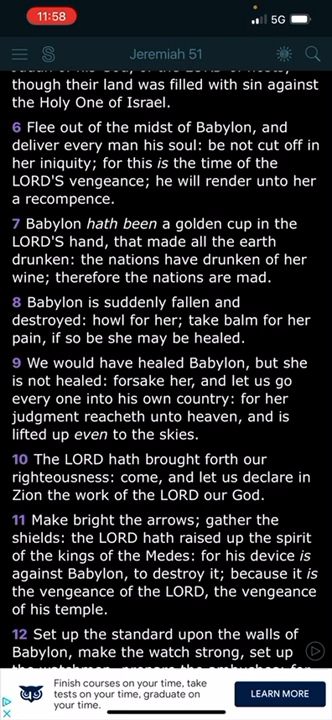 11:58
5G
S
Jeremiah 51
though their land was filled with sin against
the Holy One of Israel.
6 Flee out of the midst of Babylon, and
deliver every man his soul: be not cut off in
her iniquity; for this is the time of the
LORD'S vengeance; he will render unto her
a recompence.
7 Babylon hath been a golden cup in the
LORD'S hand, that made all the earth
drunken: the nations have drunken of her
wine; therefore the nations are mad.
8 Babylon is suddenly fallen and
destroyed: howl for her; take balm for her
pain, if so be she may be healed.
9 We would have healed Babylon, but she
is not healed: forsake her, and let us go
every one into his own country: for her
judgment reacheth unto heaven, and is
lifted up even to the skies.
10 The LORD hath brought forth our
righteousness: come, and let us declare in
Zion the work of the LORD our God.
11 Make bright the arrows; gather the
shields: the LORD hath raised up the spirit
of the kings of the Medes: for his device is
against Babylon, to destroy it; because it is
the vengeance of the LORD, the vengeance
of his temple.
12 Set up the standard upon the walls of
Babylon, make the watch strong, set up
Finish courses on your time, take
tests on your time, graduate on
your time.
LEARN MORE